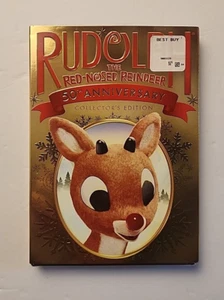 RUDOLPH
BEST BUY
THE
RED-NOSED REINDEER
50TH ANNIVERSARY
COLLECTOR'S EDITION